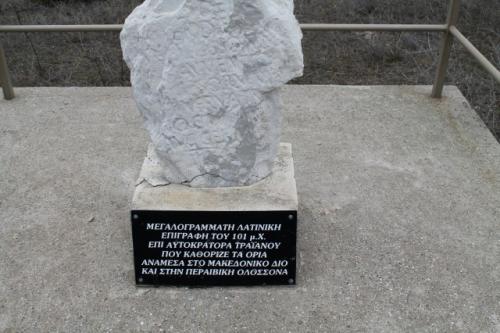 ΜΕΓΑΛΟΓΡΑΜΜΑΤΗ ΛΑΤΙΝΙΚΗ
ΕΠΙΓΡΑΦΗ ΤΟΥ 101 μ.Χ.
ΕΠΙ ΑΥΤΟΚΡΑΤΟΡΑ ΤΡΑΪΑΝΟΥ
ΠΟΥ ΚΑΘΟΡΙΖΕ ΤΑ ΟΡΙΑ
ΑΝΑΜΕΣΑ ΣΤΟ ΜΑΚΕΔΟΝΙΚΟ ΔΙΟ
ΚΑΙ ΣΤΗΝ ΠΕΡΑΙΒΙΚΗ ΟΛΟΣΣΟΝΑ